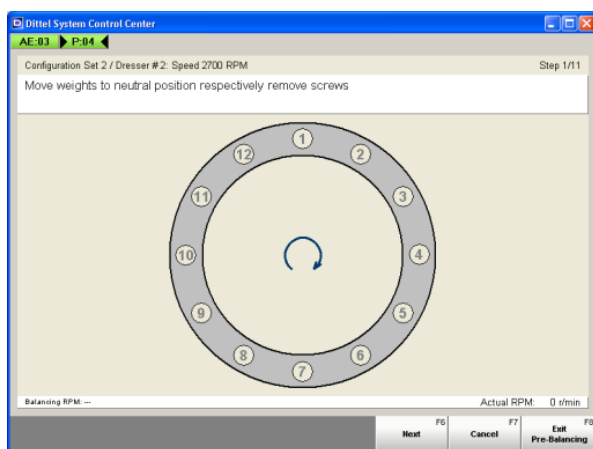 Dittel System Control Center
AE:03 P:04
Configuration Set 2 / Dresser #2: Speed 2700 RPM Step 1/11
Move weights to neutral position respectively remove screws
1
12 2
11 3
10 4
9 5
8 6
7
Balancing RPM: -- Actual RPM: 0 r/min
F6 F7 F8
Next Cancel Exit
Pre-Balancing